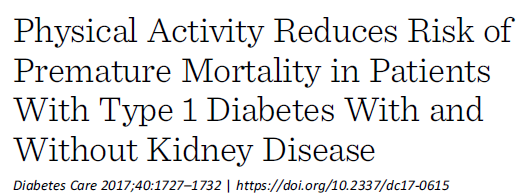 Physical Activity Reduces Risk of
Premature Mortality in Patients
With Type 1 Diabetes With and
Without Kidney Disease
Diabetes Care 2017;40:1727–1732 | https://doi.org/10.2337/dc17-0615